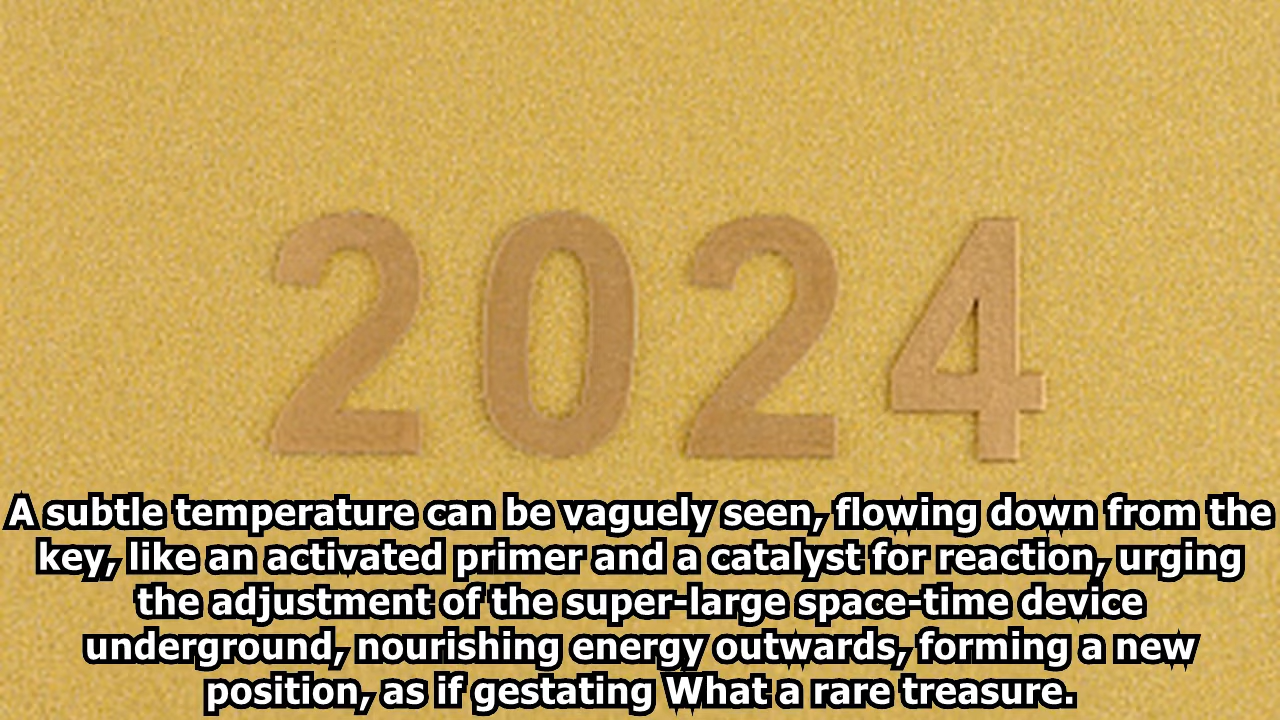 2024
A subtle temperature can be vaguely seen, flowing down from the
key, like an activated primer and a catalyst for reaction, urging
the adjustment of the super-large space-time device
underground, nourishing energy outwards, forming a new
position, as if gestating What a rare treasure.